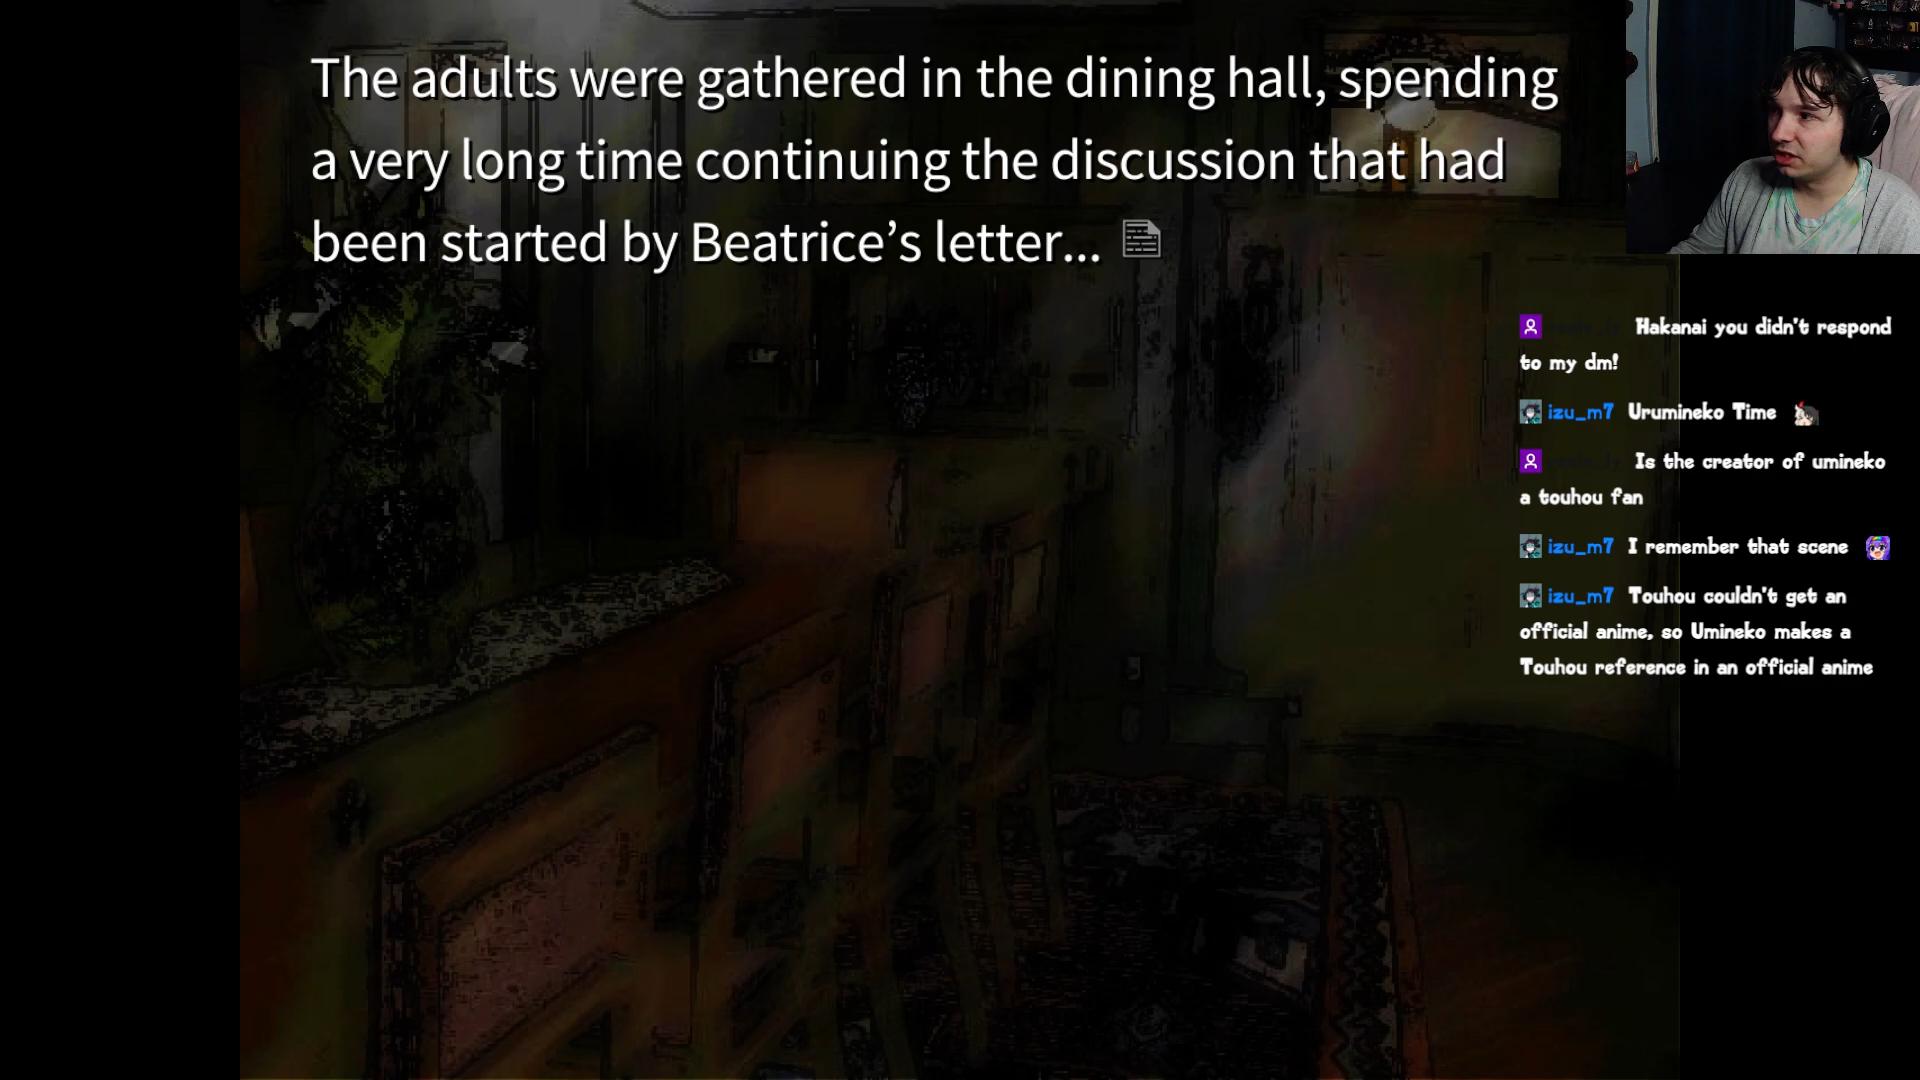 The adults were gathered in the dining hall, spending
a very long time continuing the discussion that had
been started by Beatrice's letter...
Hakanai you didn't respond
to my dm!
izu_m7 Urumineko Time
Is the creator of umineko
a touhou fan
izu_m7 I remember that scene
izu_m7 Touhou couldn't get an
official anime, so Umineko makes a
Touhou reference in an official anime